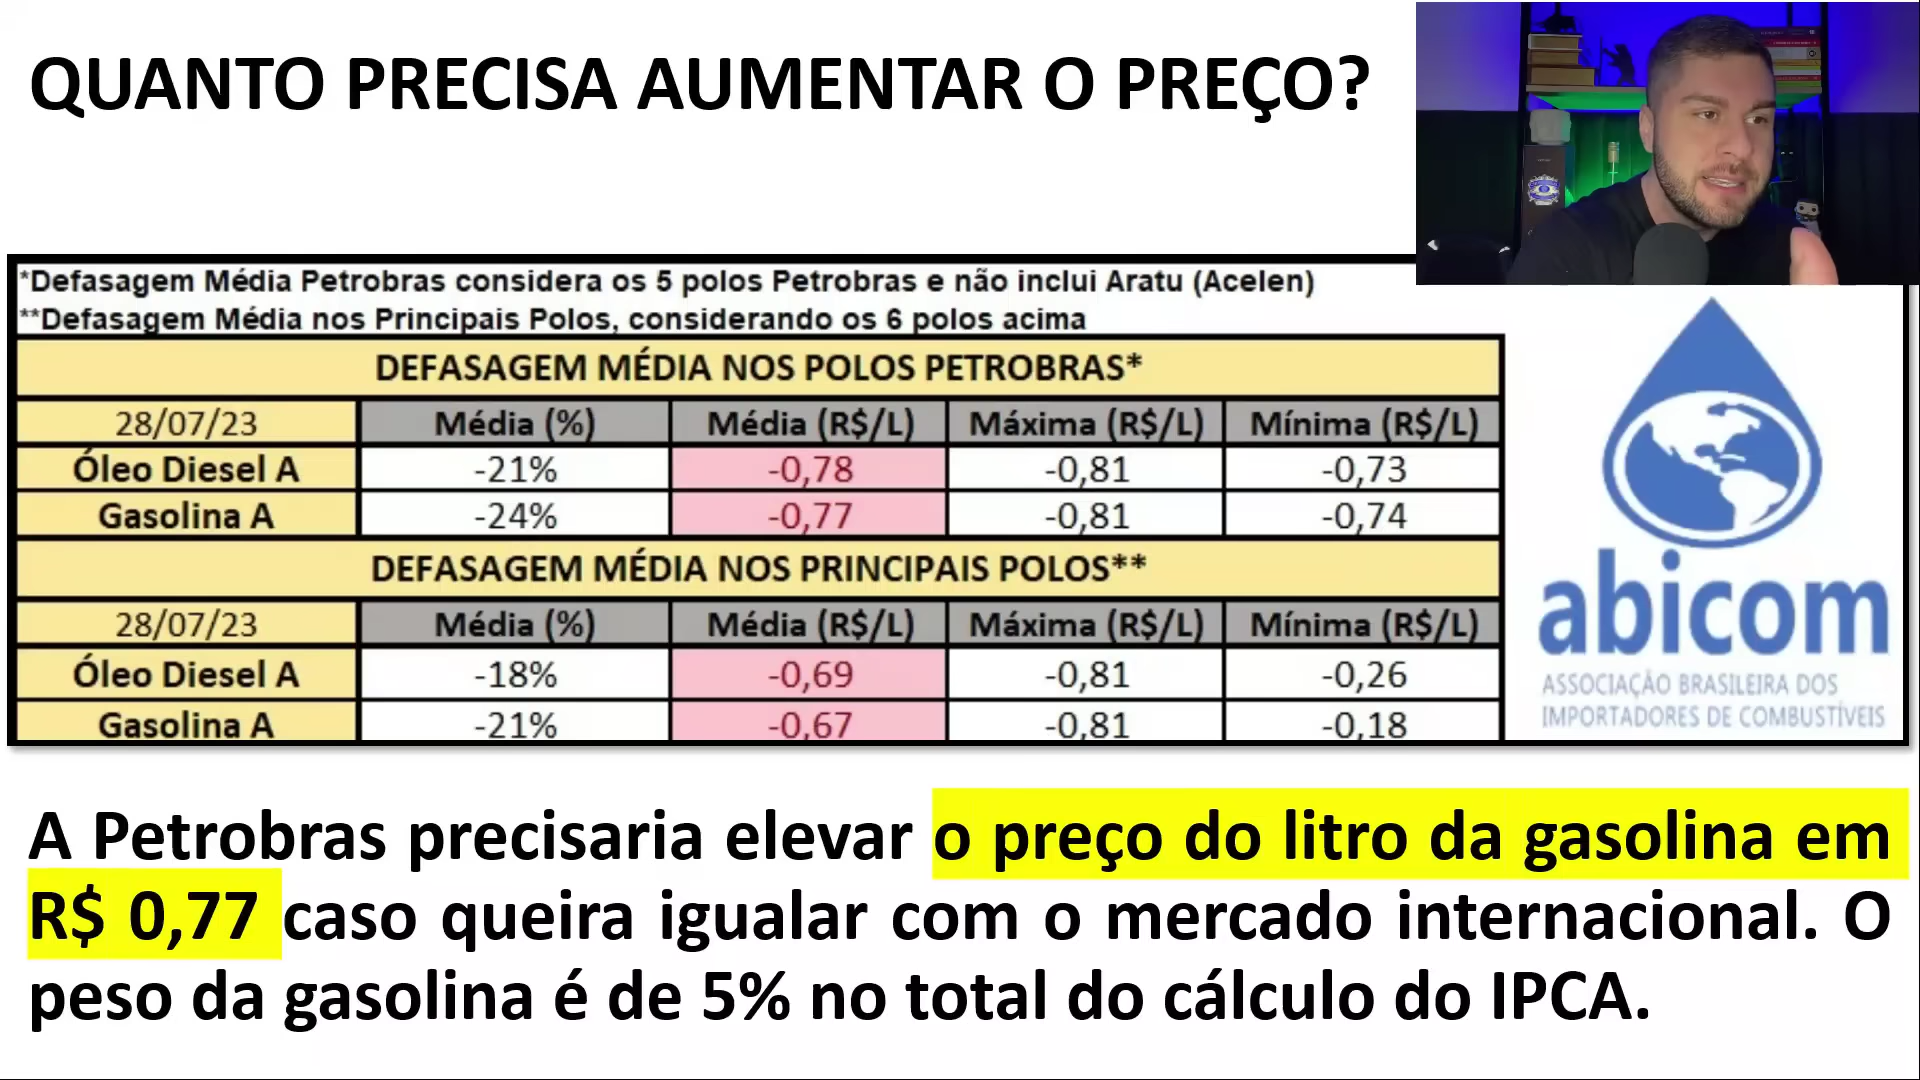 QUANTO PRECISA AUMENTAR O PREÇO?
*Defasagem Média Petrobras considera os 5 polos Petrobras e não inclui Aratu (Acelen)
**Defasagem Média nos Principais Polos, considerando os 6 polos acima
DEFASAGEM MÉDIA NOS POLOS PETROBRAS*
28/07/23 Média (%) Média (R$/L) Máxima (R$/L) Mínima (R$/L)
Óleo Diesel A -21% -0,78 -0,81 -0,73
Gasolina A -24% -0,77 -0,81 -0,74
DEFASAGEM MÉDIA NOS PRINCIPAIS POLOS**
28/07/23 Média (%) Média (R$/L) Máxima (R$/L) Mínima (R$/L)
Óleo Diesel A -18% -0,69 -0,81 -0,26
Gasolina A -21% -0,67 -0,81 -0,18
abicom
ASSOCIAÇÃO BRASILEIRA DOS
IMPORTADORES DE COMBUSTÍVEIS
A Petrobras precisaria elevar o preço do litro da gasolina em
R$ 0,77 caso queira igualar com o mercado internacional. O
peso da gasolina é de 5% no total do cálculo do IPCA.